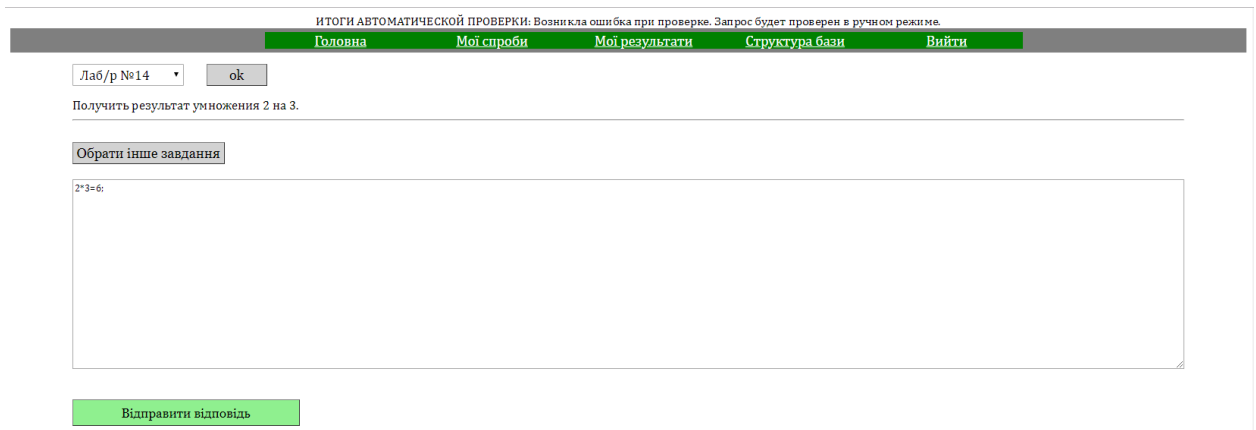 ИТОГИ АВТОМАТИЧЕСКОЙ ПРОВЕРКИ: Возникла ошибка при проверке. Запрос будет проверен в ручном режиме.
Головна Мої спроби Мої результати Структура бази Вийти
Лаб/р №14 ok
Получить результат умножения 2 на 3.
Обрати інше завдання
2*3=6;
Відправити відповідь